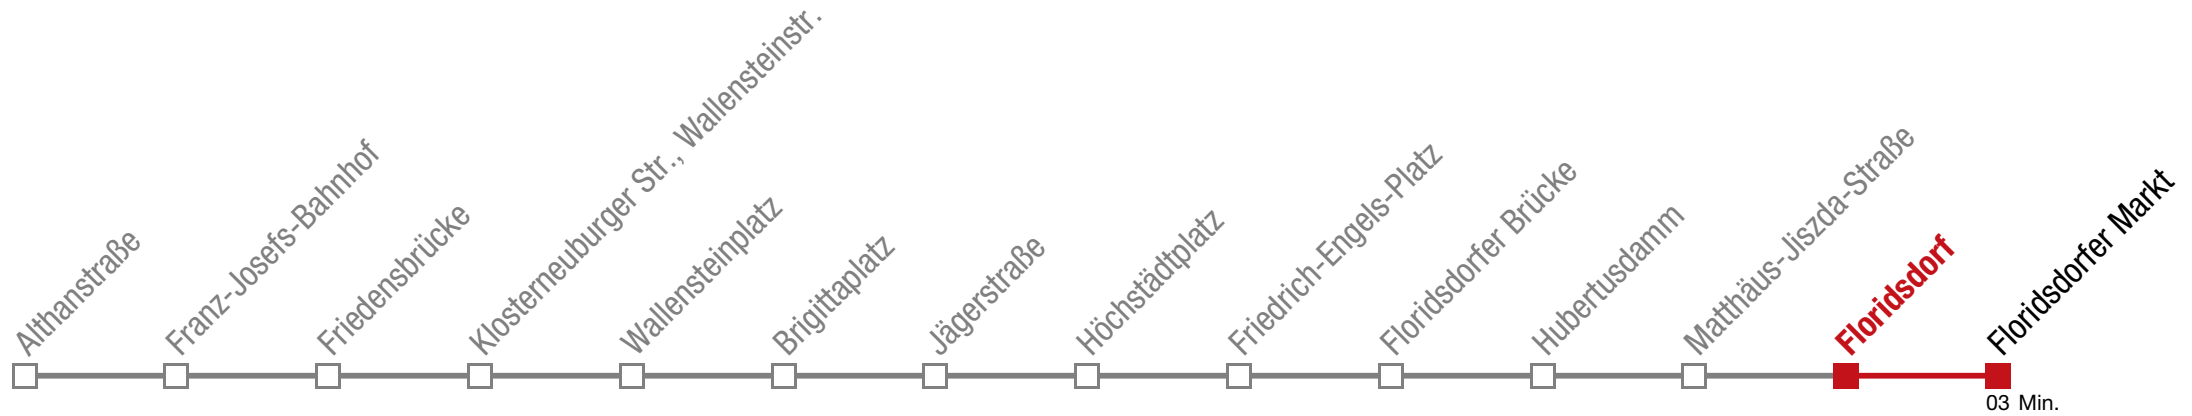 Althanstraße
Franz-Josefs-Bahnhof
Friedensbrücke
Klosterneuburger Str., Wallensteinstr.
Wallensteinplatz
Brigittaplatz
Jägerstraße
Höchstädtplatz
Friedrich-Engels-Platz
Floridsdorfer Brücke
Hubertusdamm
Matthäus-Jiszda-Straße
Floridsdorf
Floridsdorfer Markt
03 Min.